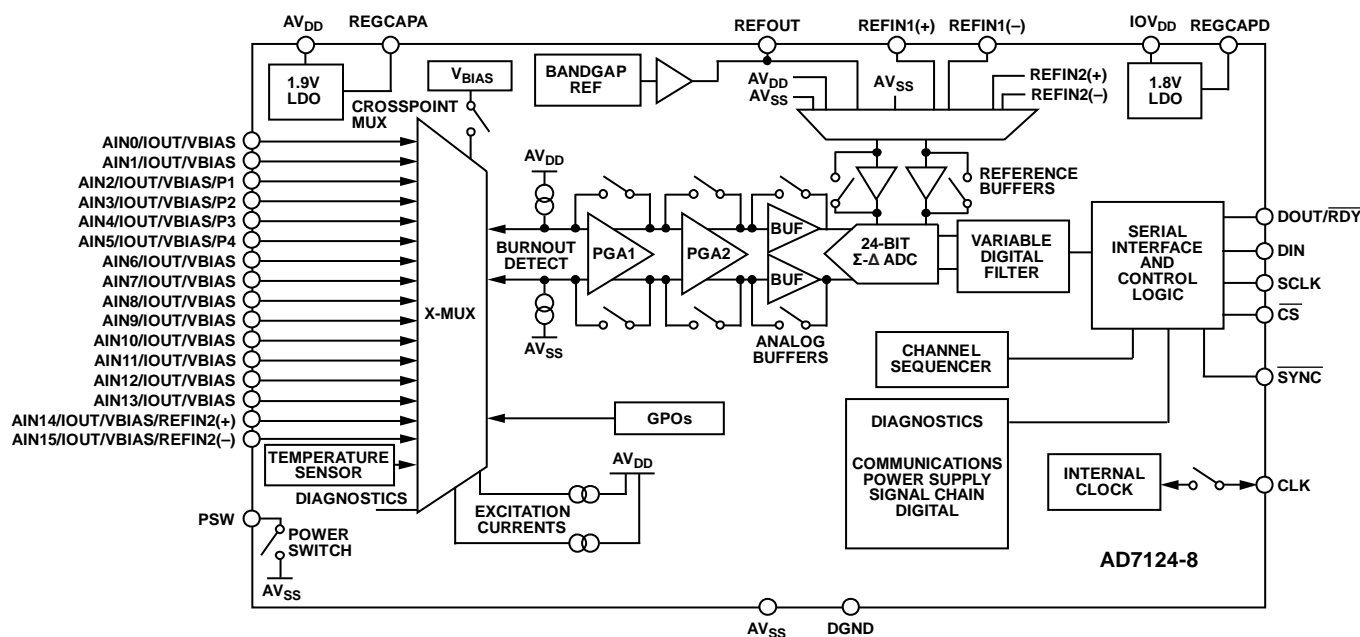 AVDD
REGCAPA
REFOUT
REFIN1(+)
REFIN1(–)
IOVDD
REGCAPD
1.9V
LDO
VBIAS
BANDGAP
REF
AVDD
AVSS
AVSS
REFIN2(+)
REFIN2(–)
1.8V
LDO
CROSSPOINT
MUX
AIN0/IOUT/VBIAS
AIN1/IOUT/VBIAS
AIN2/IOUT/VBIAS/P1
AIN3/IOUT/VBIAS/P2
AIN4/IOUT/VBIAS/P3
AIN5/IOUT/VBIAS/P4
AIN6/IOUT/VBIAS
AIN7/IOUT/VBIAS
AIN8/IOUT/VBIAS
AIN9/IOUT/VBIAS
AIN10/IOUT/VBIAS
AIN11/IOUT/VBIAS
AIN12/IOUT/VBIAS
AIN13/IOUT/VBIAS
AIN14/IOUT/VBIAS/REFIN2(+)
AIN15/IOUT/VBIAS/REFIN2(–)
X-MUX
AVDD
BURNOUT
DETECT
AVSS
PGA1
PGA2
BUF
BUF
ANALOG
BUFFERS
REFERENCE
BUFFERS
24-BIT
Σ-Δ ADC
VARIABLE
DIGITAL
FILTER
SERIAL
INTERFACE
AND
CONTROL
LOGIC
DOUT/RDY
DIN
SCLK
CS
SYNC
CHANNEL
SEQUENCER
GPOs
DIAGNOSTICS
COMMUNICATIONS
POWER SUPPLY
SIGNAL CHAIN
DIGITAL
TEMPERATURE
SENSOR
DIAGNOSTICS
AVDD
EXCITATION
CURRENTS
INTERNAL
CLOCK
CLK
PSW
POWER
SWITCH
AVSS
AD7124-8
AVSS
DGND